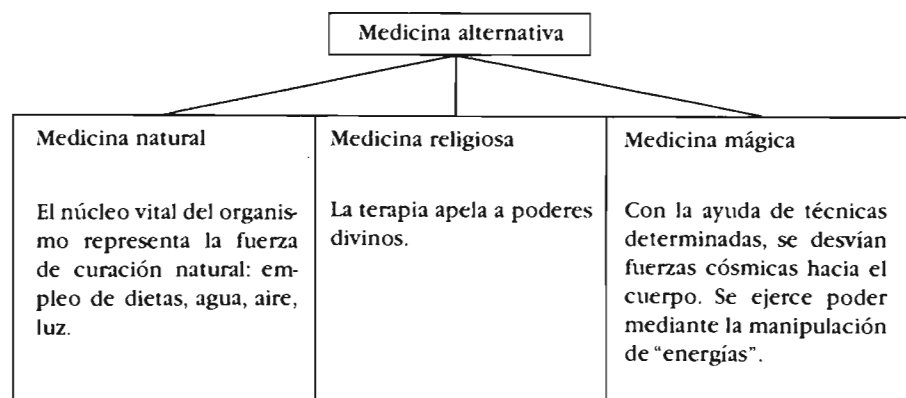 Medicina alternativa
Medicina natural
El núcleo vital del organis-
mo representa la fuerza
de curación natural: em-
pleo de dietas, agua, aire,
luz.
Medicina religiosa
La terapia apela a poderes
divinos.
Medicina mágica
Con la ayuda de técnicas
determinadas, se desvían
fuerzas cósmicas hacia el
cuerpo. Se ejerce poder
mediante la manipulación
de “energías”.